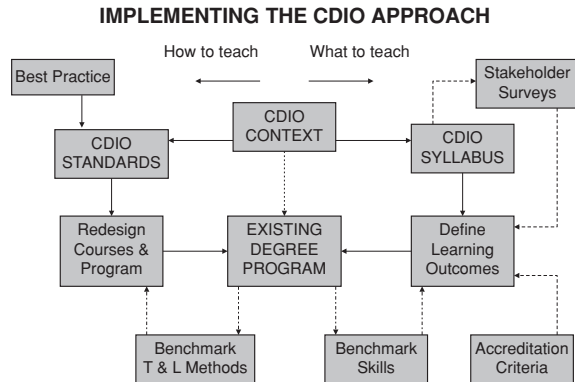 IMPLEMENTING THE CDIO APPROACH
How to teach
What to teach
Best Practice
Stakeholder
Surveys
CDIO
CONTEXT
CDIO
STANDARDS
CDIO
SYLLABUS
Redesign
Courses &
Program
EXISTING
DEGREE
PROGRAM
Define
Learning
Outcomes
Benchmark
T & L Methods
Benchmark
Skills
Accreditation
Criteria